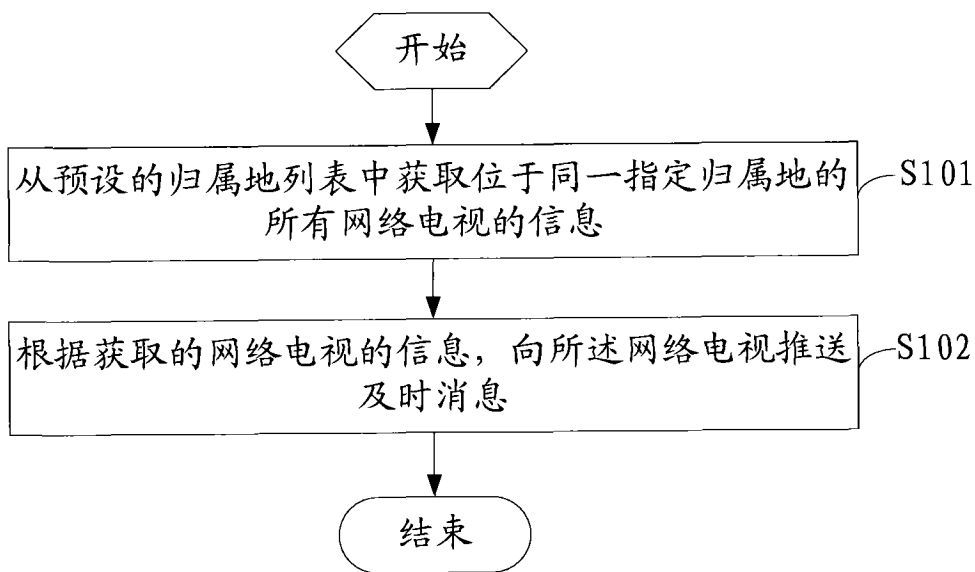 开始
从预设的归属地列表中获取位于同一指定归属地的
所有网络电视的信息
S101
根据获取的网络电视的信息，向所述网络电视推送
及时消息
S102
结束